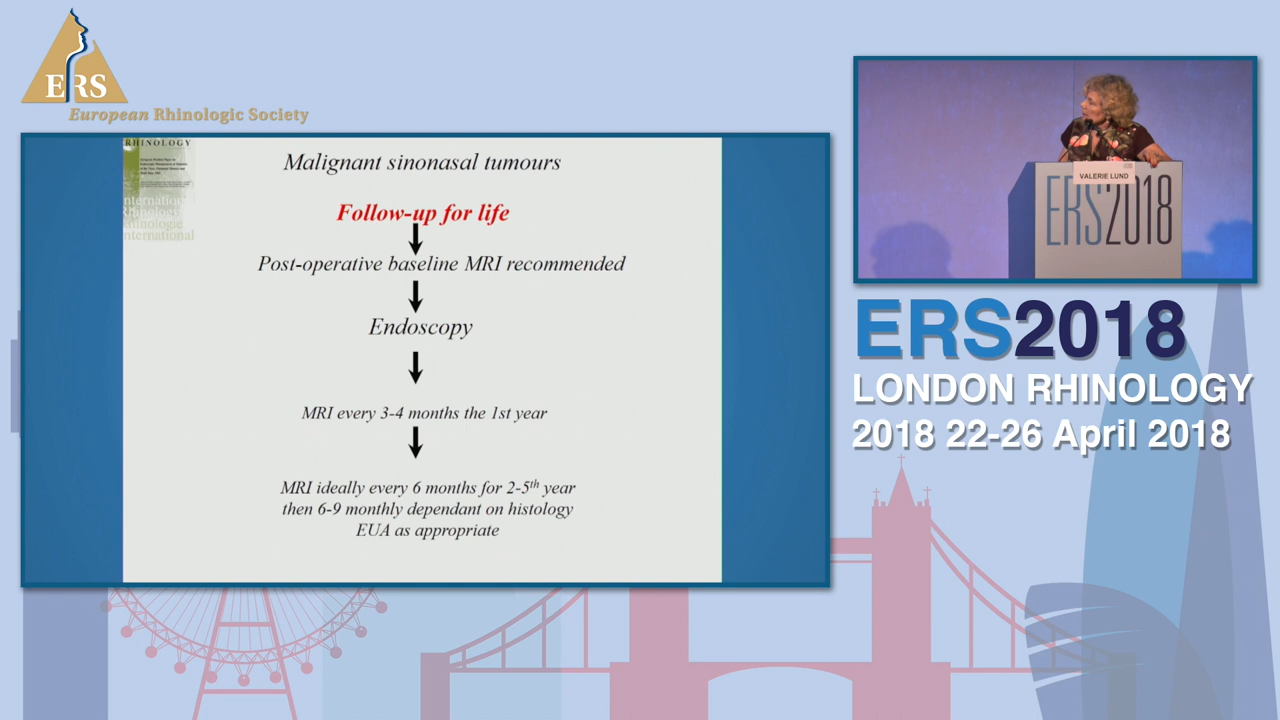 ERS
European Rhinologic Society
RHINOLOGY
International
Rhinology
Rhinologie
International
Malignant sinonasal tumours
Follow-up for life
Post-operative baseline MRI recommended
Endoscopy
MRI every 3-4 months the 1st year
MRI ideally every 6 months for 2-5th year
then 6-9 monthly dependant on histology
EUA as appropriate
VALERIE LUND
ERS2018
ERS2018
LONDON RHINOLOGY
2018 22-26 April 2018